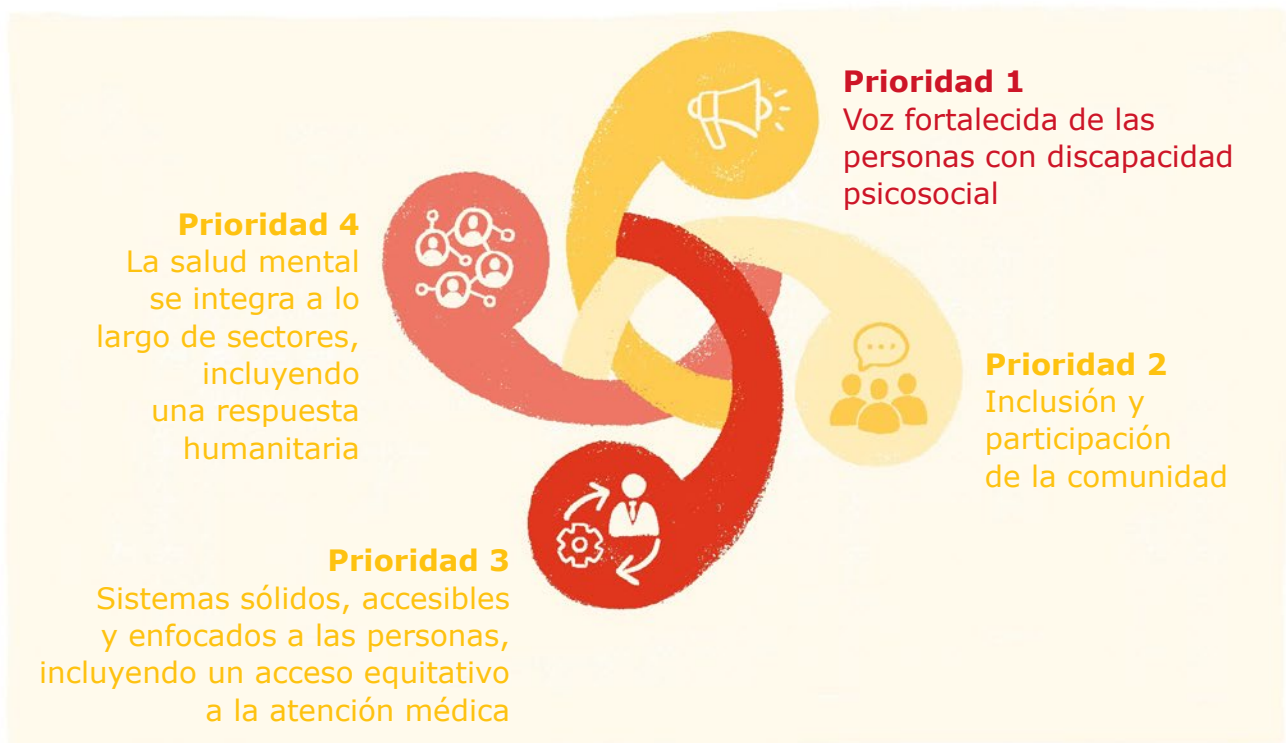 Prioridad 1
Voz fortalecida de las
personas con discapacidad
psicosocial
Prioridad 2
Inclusión y
participación
de la comunidad
Prioridad 3
Sistemas sólidos, accesibles
y enfocados a las personas,
incluyendo un acceso equitativo
a la atención médica
Prioridad 4
La salud mental
se integra a lo
largo de sectores,
incluyendo
una respuesta
humanitaria